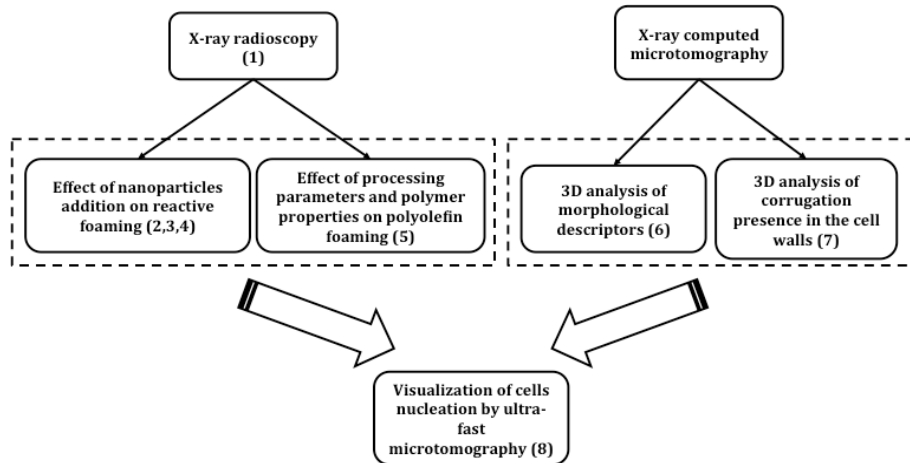 X-ray radioscopy
(1)
X-ray computed
microtomography
Effect of nanoparticles
addition on reactive
foaming (2,3,4)
Effect of processing
parameters and polymer
properties on polyolefin
foaming (5)
3D analysis of
morphological
descriptors (6)
3D analysis of
corrugation
presence in the cell
walls (7)
Visualization of cells
nucleation by ultra-
fast
microtomography (8)